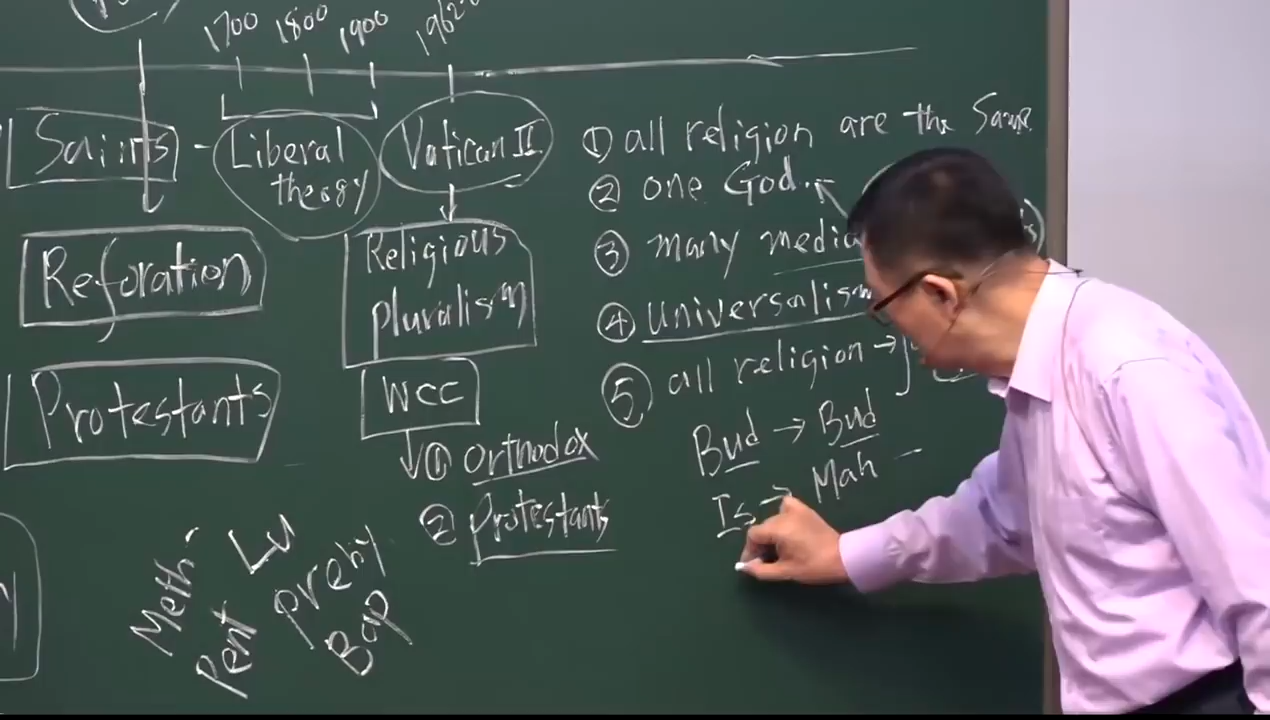 1700 1800 1900
Saints - Liberal theogy
Vatican II
Reforation
Protestants
Religious
pluralism
WCC
① Orthodox
② Protestants
① all religion are the Same
② one God
③ many media
④ universalism
⑤ all religion →
Bud → Bud
Is → Mah -
Meth
Lu
Pent
preby
Bap